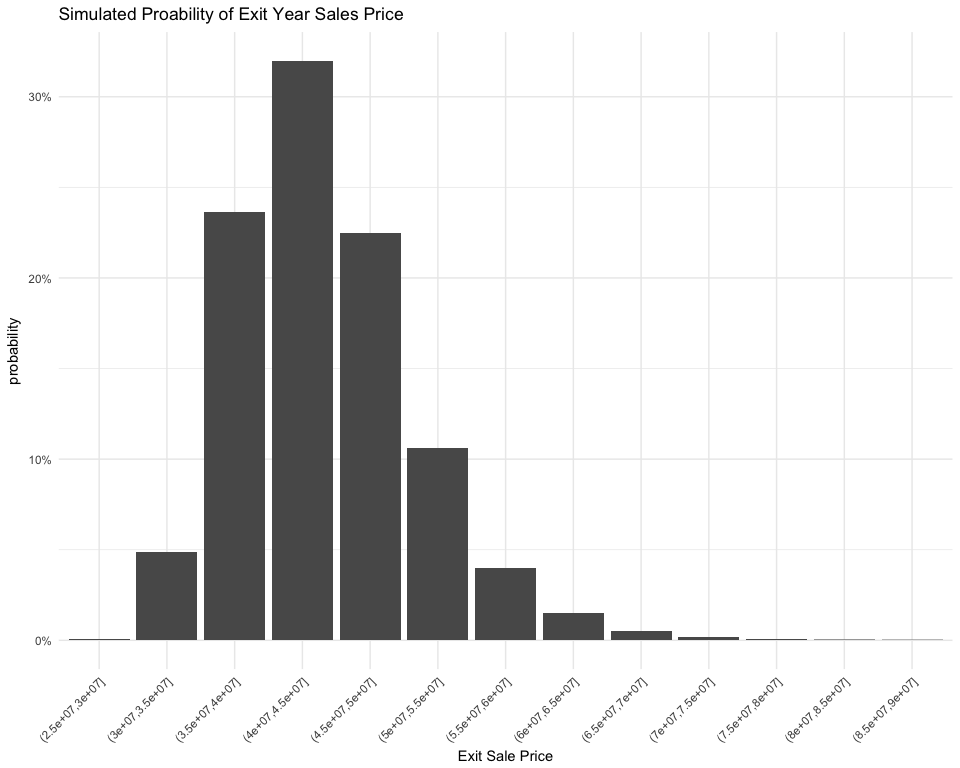 Simulated Proability of Exit Year Sales Price
30%
20%
10%
0%
probability
(2.5e+07,3e+07]
(3e+07,3.5e+07]
(3.5e+07,4e+07]
(4e+07,4.5e+07]
(4.5e+07,5e+07]
(5e+07,5.5e+07]
(5.5e+07,6e+07]
(6e+07,6.5e+07]
(6.5e+07,7e+07]
(7e+07,7.5e+07]
(7.5e+07,8e+07]
(8e+07,8.5e+07]
(8.5e+07,9e+07]
Exit Sale Price